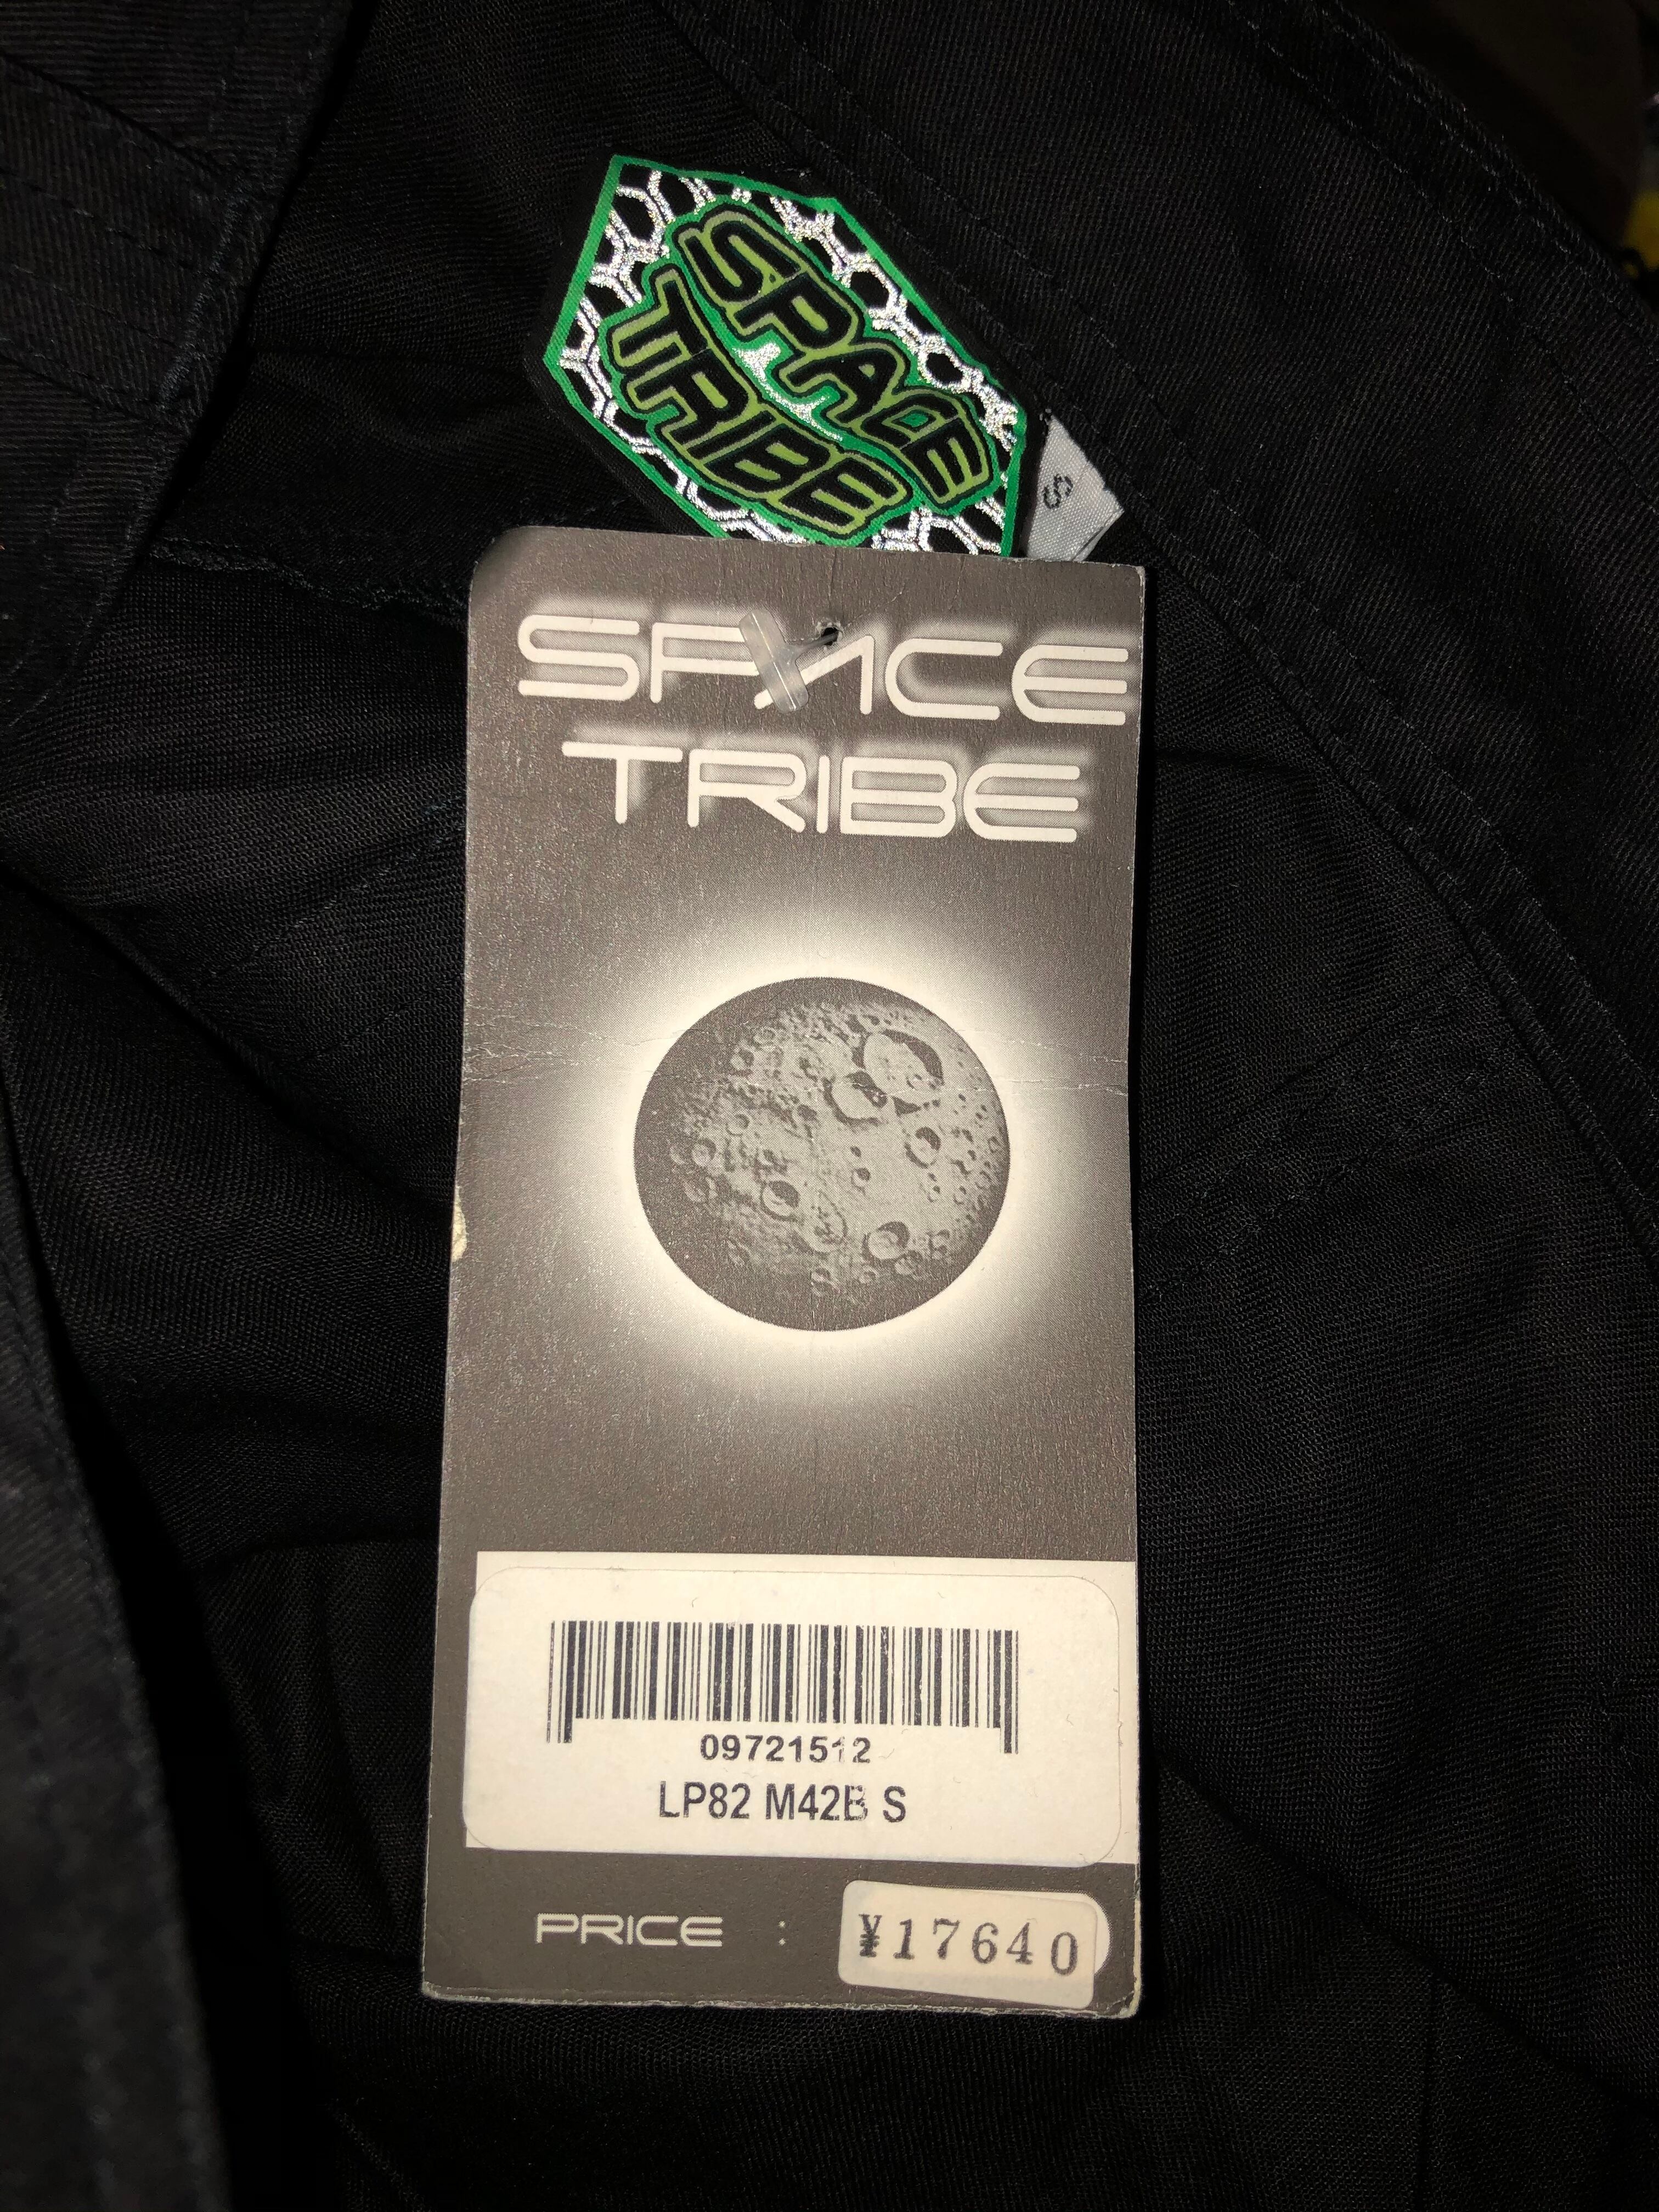 SPACE
TRIBE
S
SPACE
TRIBE
09721512
LP82 M42B S
PRICE : ¥17640